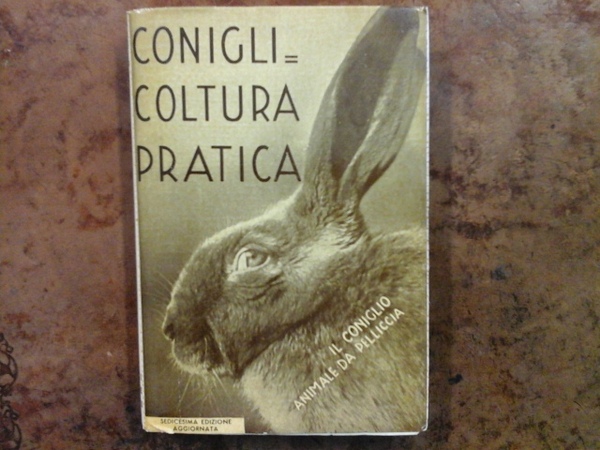 CONIGLI=
COLTURA
PRATICA
IL CONIGLIO
ANIMALE DA PELLICCIA
SEDICESIMA EDIZIONE
AGGIORNATA